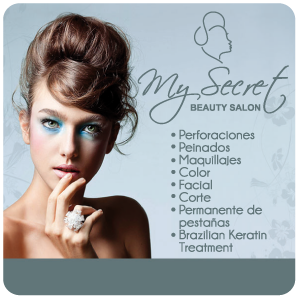 My Secret
BEAUTY SALON
• Perforaciones
• Peinados
• Maquillajes
• Color
• Facial
• Corte
• Permanente de
pestañas
• Brazilian Keratin
Treatment